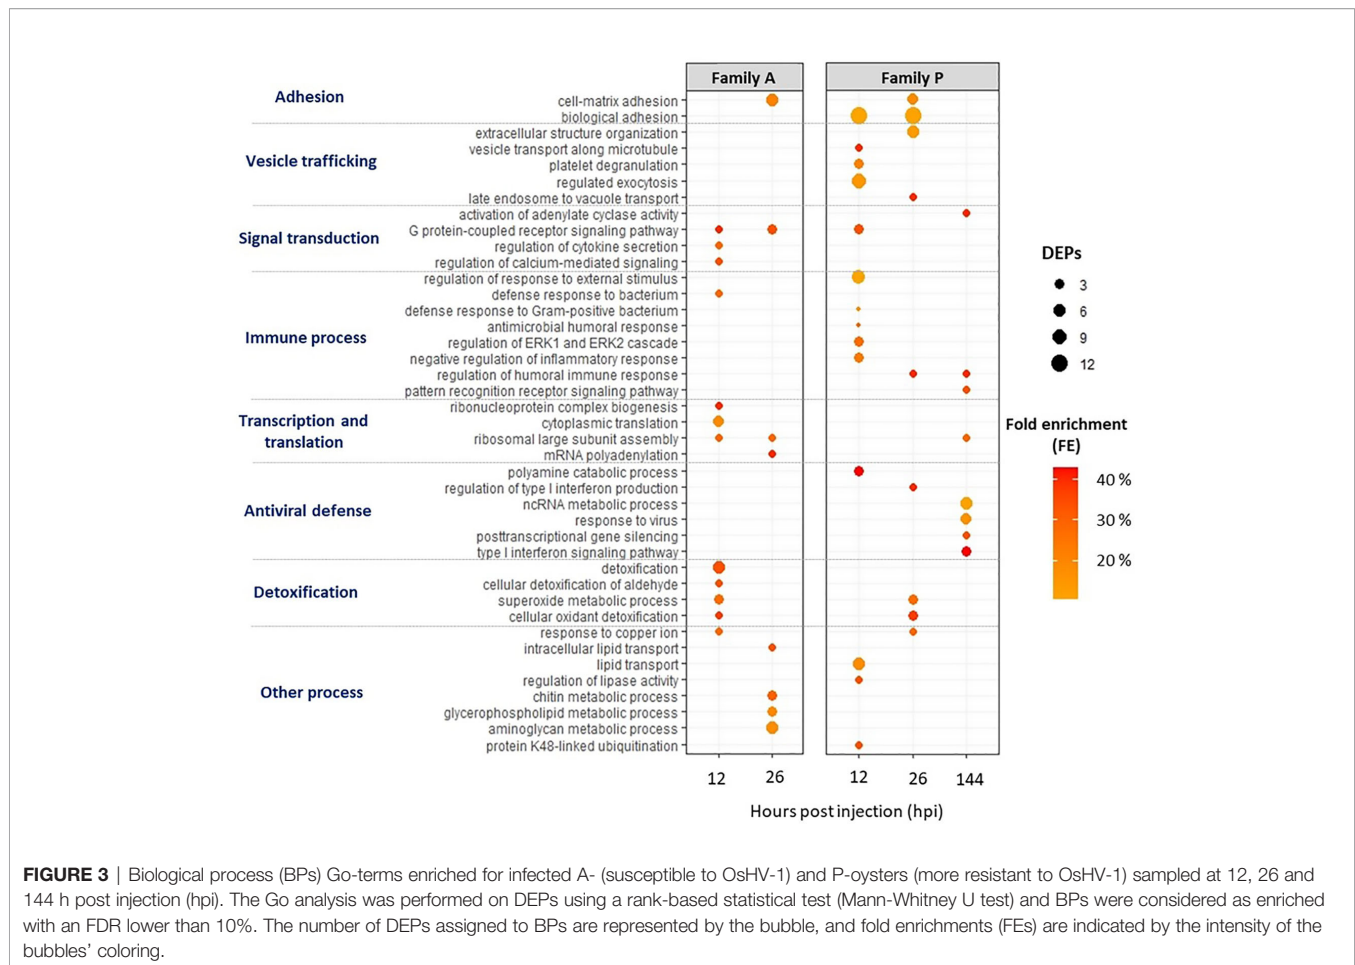 Family A
Family P
Adhesion
cell-matrix adhesion
biological adhesion
extracellular structure organization
Vesicle trafficking
vesicle transport along microtubule
platelet degranulation
regulated exocytosis
late endosome to vacuole transport
activation of adenylate cyclase activity
Signal transduction
G protein-coupled receptor signaling pathway
regulation of cytokine secretion
regulation of calcium-mediated signaling
regulation of response to external stimulus
defense response to bacterium
defense response to Gram-positive bacterium
Immune process
antimicrobial humoral response
regulation of ERK1 and ERK2 cascade
negative regulation of inflammatory response
regulation of humoral immune response
pattern recognition receptor signaling pathway
ribonucleoprotein complex biogenesis
Transcription and
translation
cytoplasmic translation
ribosomal large subunit assembly
mRNA polyadenylation
polyamine catabolic process
regulation of type I interferon production
Antiviral defense
ncRNA metabolic process
response to virus
posttranscriptional gene silencing
type I interferon signaling pathway
detoxification
Detoxification
cellular detoxification of aldehyde
superoxide metabolic process
cellular oxidant detoxification
response to copper ion
intracellular lipid transport
lipid transport
Other process
regulation of lipase activity
chitin metabolic process
glycerophospholipid metabolic process
aminoglycan metabolic process
protein K48-linked ubiquitination
12 26 12 26 144
Hours post injection (hpi)
DEPs
3
6
9
12
Fold enrichment
(FE)
40 %
30 %
20 %
FIGURE 3 | Biological process (BPs) Go-terms enriched for infected A- (susceptible to OsHV-1) and P-oysters (more resistant to OsHV-1) sampled at 12, 26 and
144 h post injection (hpi). The Go analysis was performed on DEPs using a rank-based statistical test (Mann-Whitney U test) and BPs were considered as enriched
with an FDR lower than 10%. The number of DEPs assigned to BPs are represented by the bubble, and fold enrichments (FEs) are indicated by the intensity of the
bubbles' coloring.